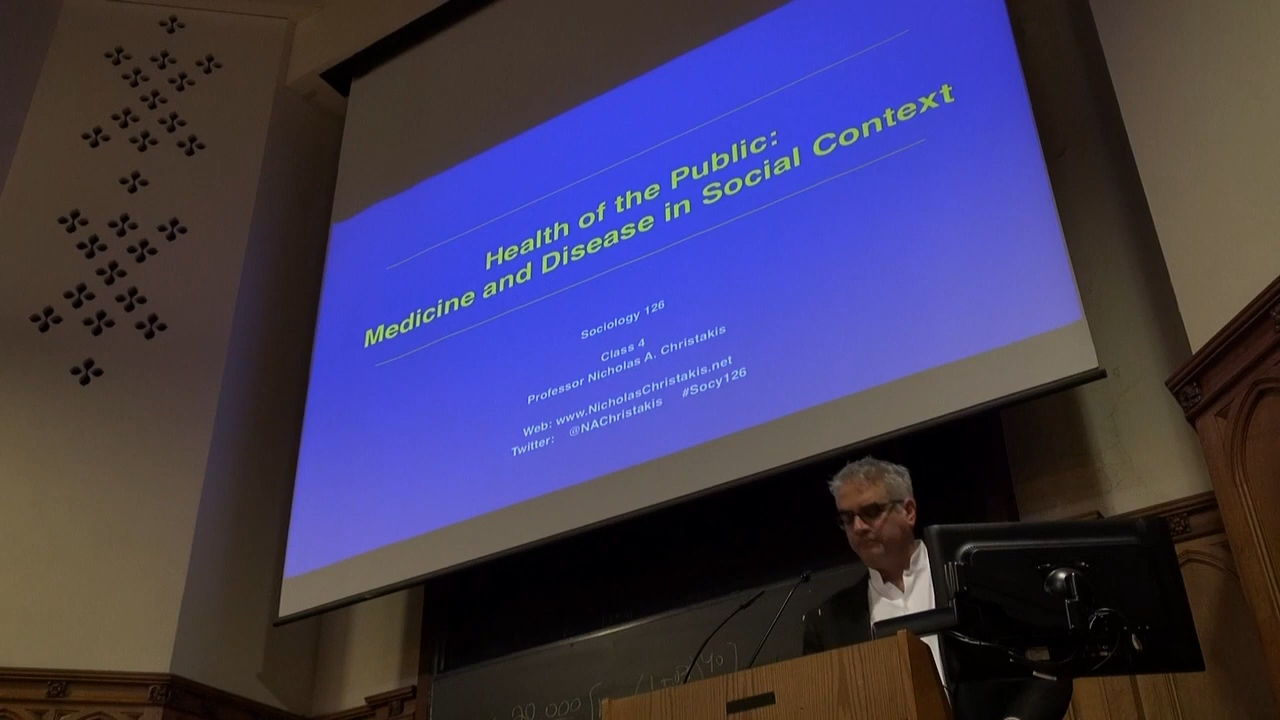 Health of the Public:
Medicine and Disease in Social Context
Sociology 126
Class 4
Professor Nicholas A. Christakis
Web: www.NicholasChristakis.net
Twitter: @NAChristakis #Socy126